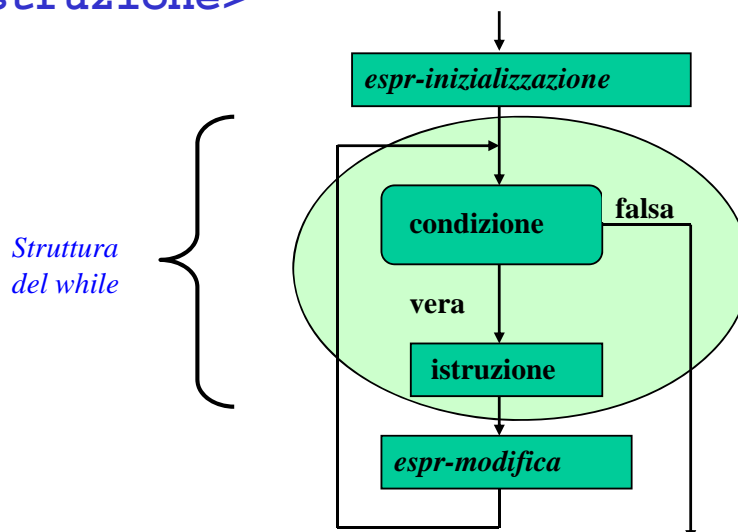 struzione>
espr-inizializzazione
condizione
falsa
Struttura
del while
vera
istruzione
espr-modifica